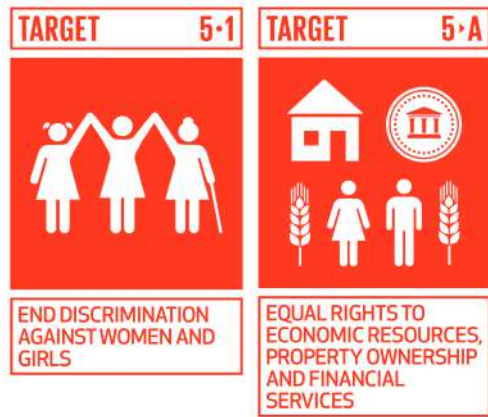 TARGET 5·1
END DISCRIMINATION
AGAINST WOMEN AND
GIRLS
TARGET 5·A
EQUAL RIGHTS TO
ECONOMIC RESOURCES,
PROPERTY OWNERSHIP
AND FINANCIAL
SERVICES